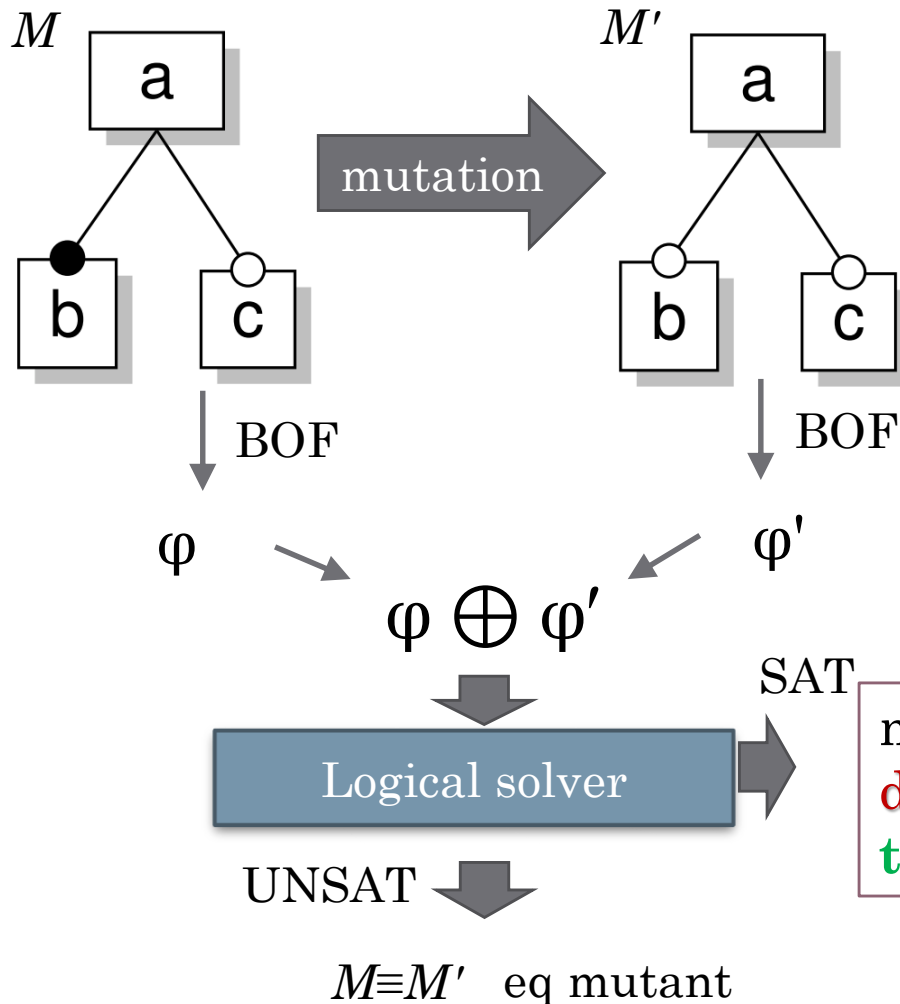 M
M′
a
a
mutation
b
c
b
c
BOF
BOF
φ
φ'
φ ⨁ φ′
SAT
Logical solver
UNSAT
M≡M′ eq mutant